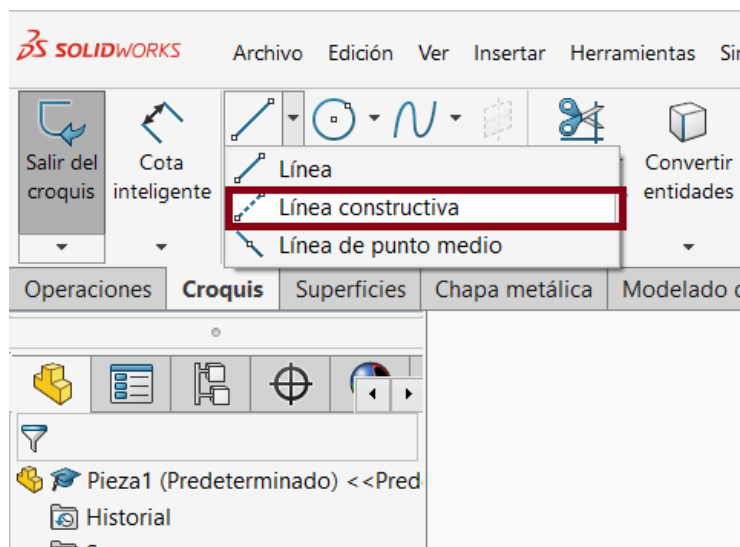 SOLIDWORKS Archivo Edición Ver Insertar Herramientas
Salir del croquis
Cota inteligente
Línea
Línea constructiva
Línea de punto medio
Convertir entidades
Operaciones Croquis Superficies Chapa metálica Modelado
Pieza1 (Predeterminado) <<Pred
Historial